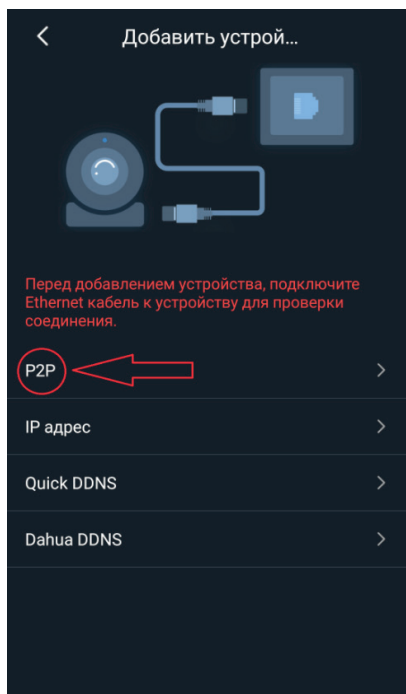 Добавить устрой...
Перед добавлением устройства, подключите
Ethernet кабель к устройству для проверки
соединения.
P2P
IP адрес
Quick DDNS
Dahua DDNS